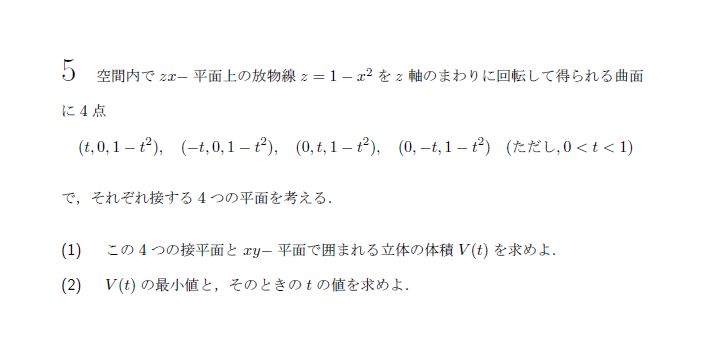 5 空間内で zx− 平面上の放物線 z = 1 − x² を z 軸のまわりに回転して得られる曲面
に 4 点
(t, 0, 1 − t²), (−t, 0, 1 − t²), (0, t, 1 − t²), (0, −t, 1 − t²) (ただし, 0 < t < 1)
で，それぞれ接する 4 つの平面を考える．
(1) この 4 つの接平面と xy− 平面で囲まれる立体の体積 V(t) を求めよ．
(2) V(t) の最小値と，そのときの t の値を求めよ．